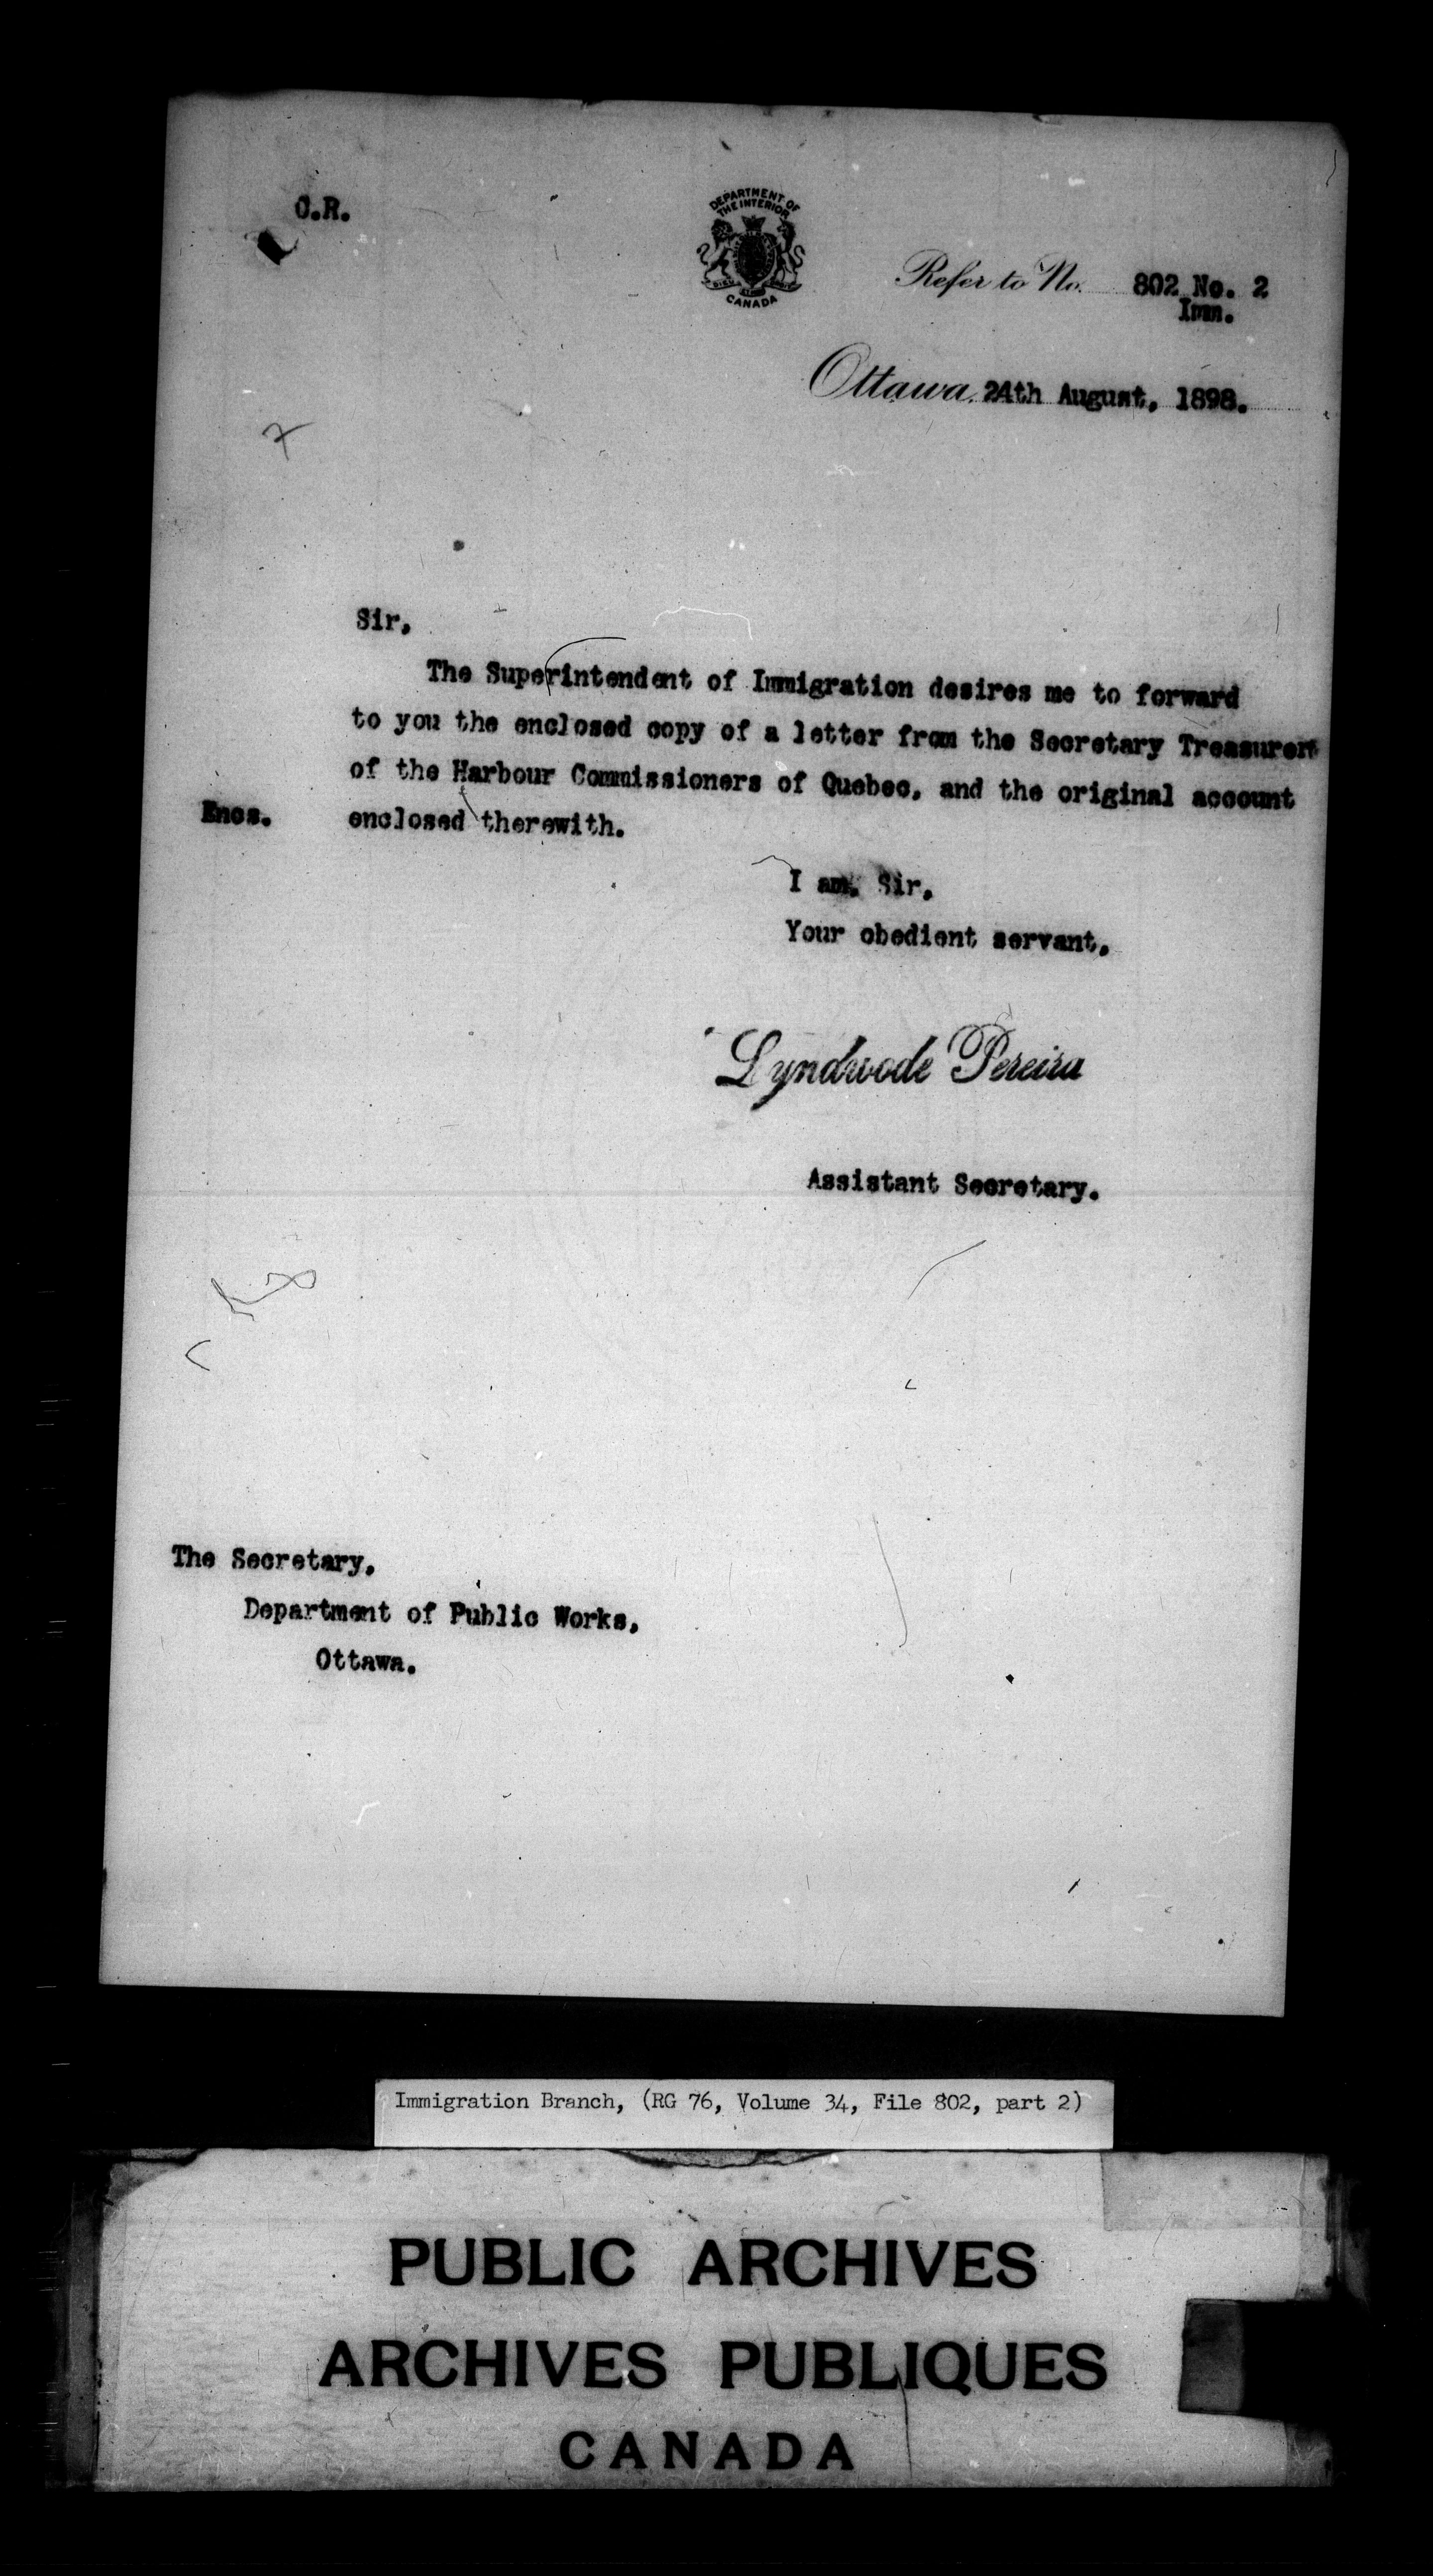 C.R.
DEPARTMENT OF
THE INTERIOR
CANADA
Refer to No. 802 No. 2
Imm.
Ottawa, 24th August, 1898.
Sir,
The Superintendent of Immigration desires me to forward
to you the enclosed copy of a letter from the Secretary Treasurer
of the Harbour Commissioners of Quebec, and the original account
Encs. enclosed therewith.
I am, Sir,
Your obedient servant,
Lyndwode Pereira
Assistant Secretary.
The Secretary,
Department of Public Works,
Ottawa.
Immigration Branch, (RG 76, Volume 34, File 802, part 2)
PUBLIC ARCHIVES
ARCHIVES PUBLIQUES
CANADA